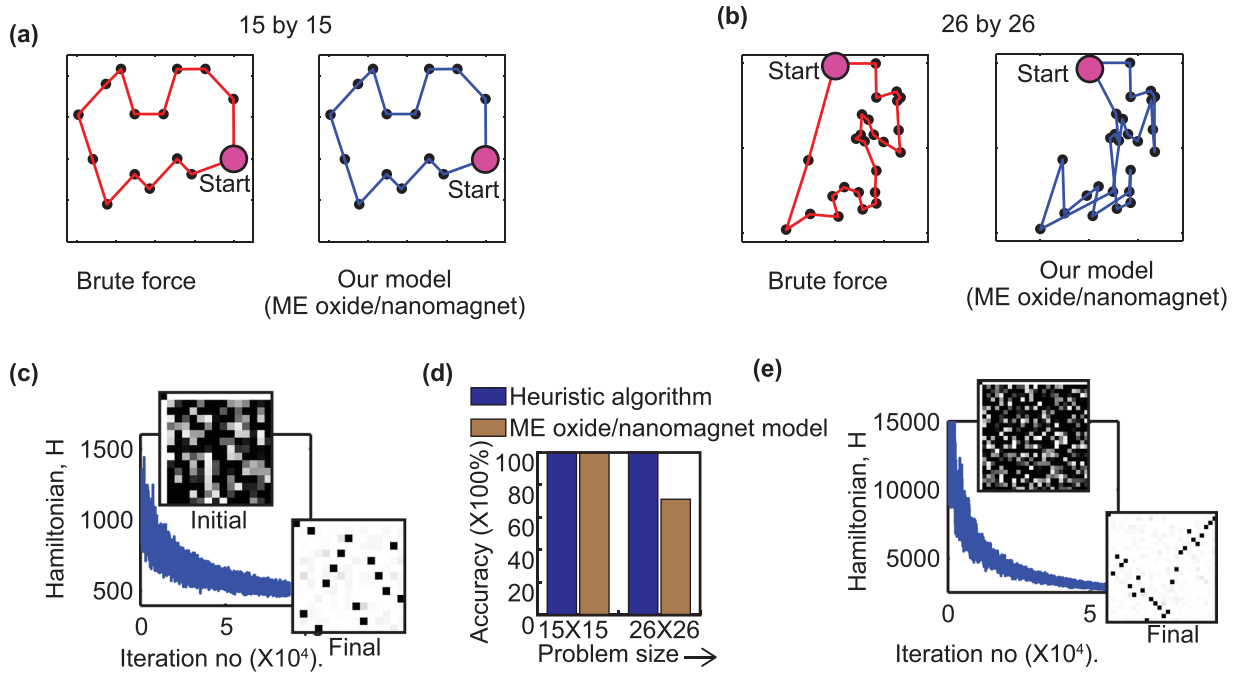 (a)
15 by 15
Start
Start
Brute force
Our model
(ME oxide/nanomagnet)
(b)
26 by 26
Start
Start
Brute force
Our model
(ME oxide/nanomagnet)
(c)
Hamiltonian, H
1500
1000
500
0
5
Iteration no (X10⁴).
Initial
Final
(d)
Heuristic algorithm
ME oxide/nanomagnet model
Accuracy (X100%)
100
80
60
40
20
0
15X15
26X26
Problem size →
(e)
Hamiltonian, H
15000
10000
5000
0
5
Iteration no (X10⁴).
Final